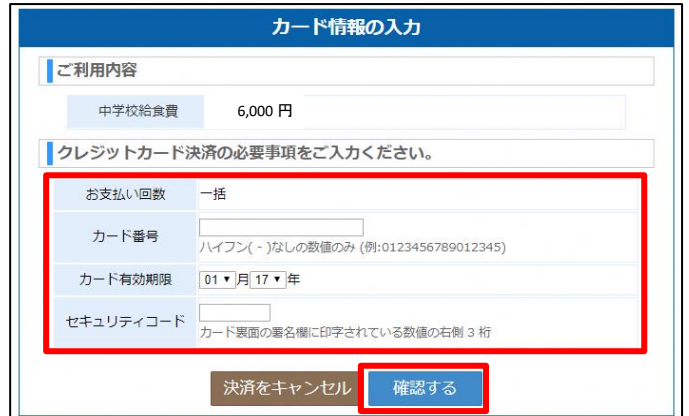 カード情報の入力
ご利用内容
中学校給食費 6,000 円
クレジットカード決済の必要事項をご入力ください。
お支払い回数 一括
カード番号
ハイフン( - )なしの数値のみ (例:0123456789012345)
カード有効期限 01 ▼ 月 17 ▼ 年
セキュリティコード
カード裏面の署名欄に印字されている数値の右側 3 桁
決済をキャンセル 確認する